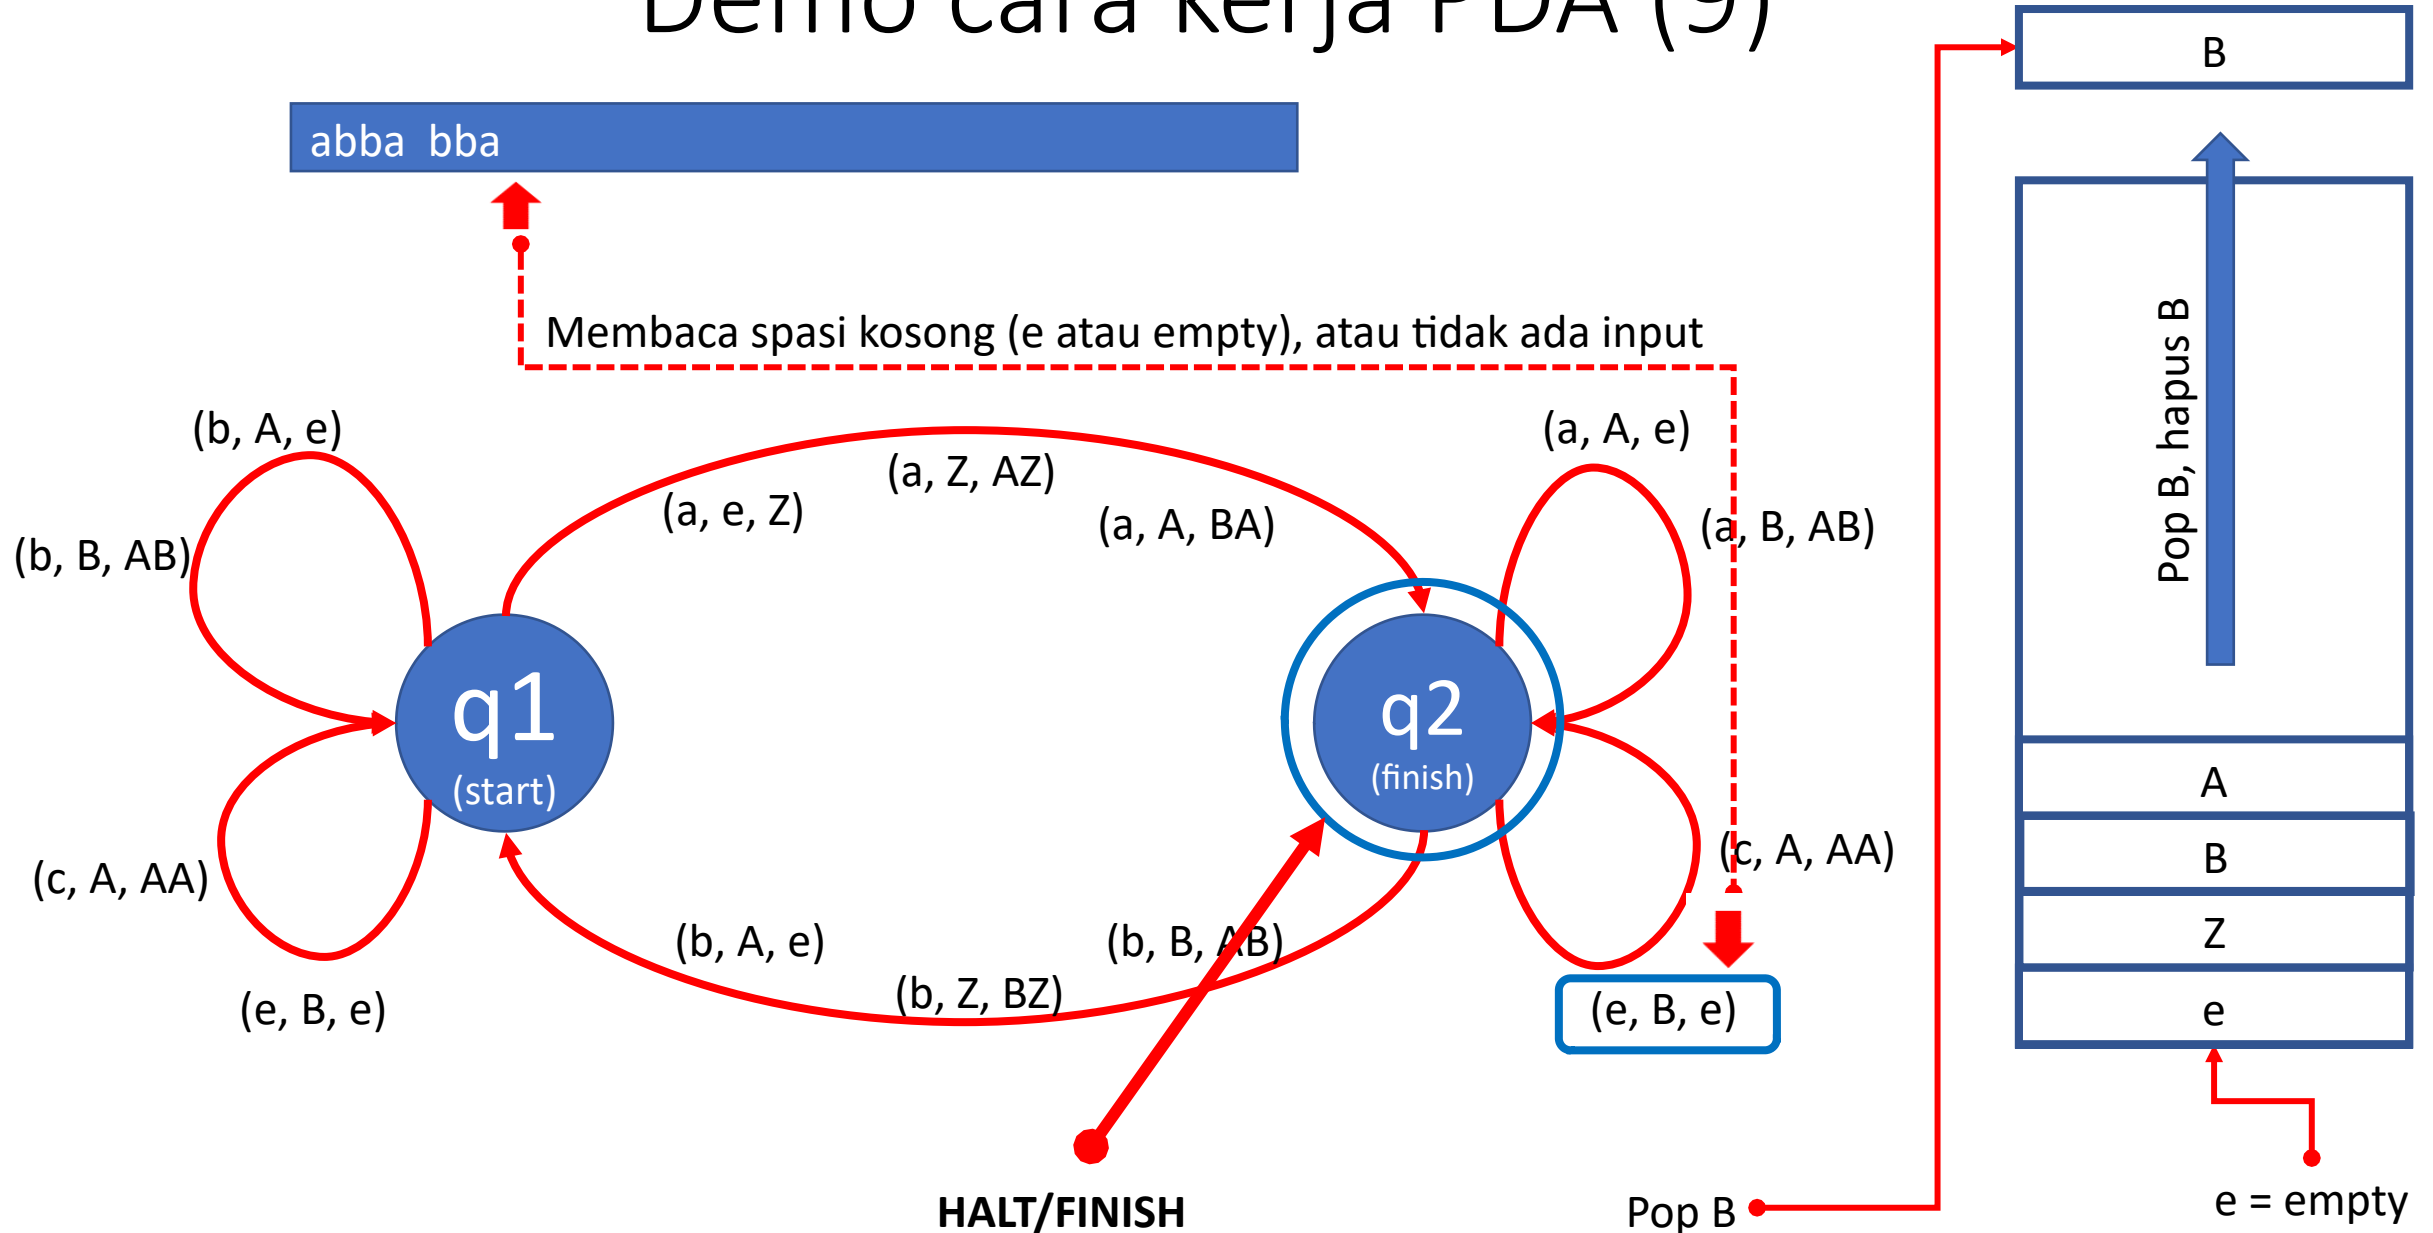 Demo cara kerja PDA (9)
B
abba  bba
Membaca spasi kosong (e atau empty), atau tidak ada input
Pop B, hapus B
(b, A, e)
(a, Z, AZ)
(a, e, Z)
(a, A, BA)
(a, A, e)
(a, B, AB)
(b, B, AB)
q1
(start)
q2
(finish)
A
B
Z
e
(c, A, AA)
(c, A, AA)
(b, A, e)
(b, B, AB)
(b, Z, BZ)
(e, B, e)
(e, B, e)
HALT/FINISH
Pop B
e = empty